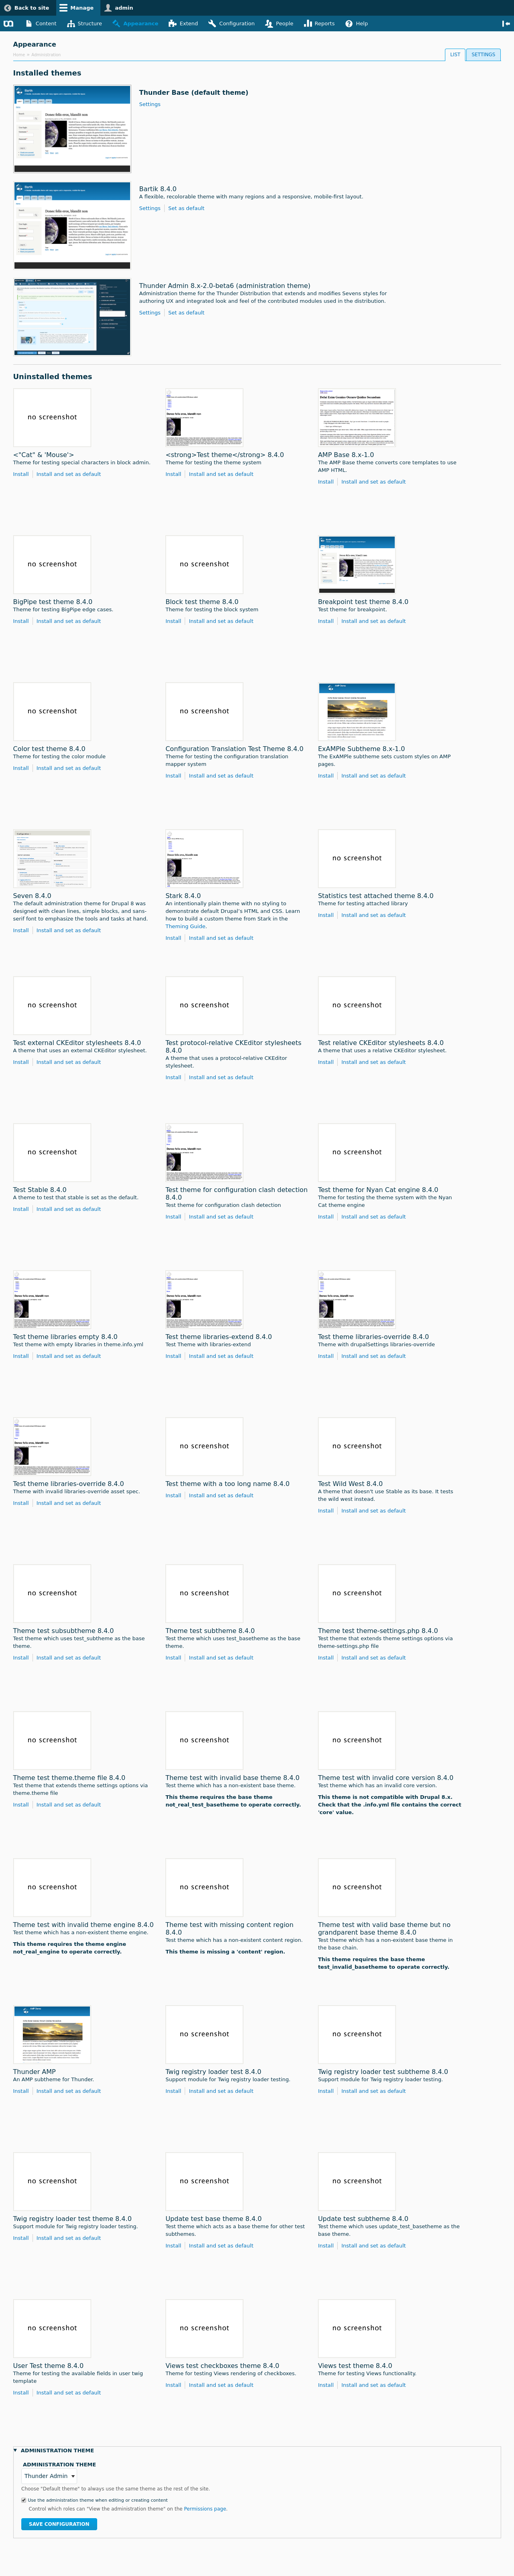 Back to site Manage admin
Content Structure Appearance Extend Configuration People Reports Help
Appearance
Home » Administration
LIST SETTINGS
Installed themes
Thunder Base (default theme)
Settings
Bartik 8.4.0
A flexible, recolorable theme with many regions and a responsive, mobile-first layout.
Settings Set as default
Thunder Admin 8.x-2.0-beta6 (administration theme)
Administration theme for the Thunder Distribution that extends and modifies Sevens styles for
authoring UX and integrated look and feel of the contributed modules used in the distribution.
Settings Set as default
Uninstalled themes
no screenshot
<"Cat" & 'Mouse'>
Theme for testing special characters in block admin.
Install Install and set as default
<strong>Test theme</strong> 8.4.0
Theme for testing the theme system
Install Install and set as default
AMP Base 8.x-1.0
The AMP Base theme converts core templates to use
AMP HTML.
Install Install and set as default
no screenshot
BigPipe test theme 8.4.0
Theme for testing BigPipe edge cases.
Install Install and set as default
no screenshot
Block test theme 8.4.0
Theme for testing the block system
Install Install and set as default
Breakpoint test theme 8.4.0
Test theme for breakpoint.
Install Install and set as default
no screenshot
Color test theme 8.4.0
Theme for testing the color module
Install Install and set as default
no screenshot
Configuration Translation Test Theme 8.4.0
Theme for testing the configuration translation
mapper system
Install Install and set as default
ExAMPle Subtheme 8.x-1.0
The ExAMPle subtheme sets custom styles on AMP
pages.
Install Install and set as default
Seven 8.4.0
The default administration theme for Drupal 8 was
designed with clean lines, simple blocks, and sans-
serif font to emphasize the tools and tasks at hand.
Install Install and set as default
Stark 8.4.0
An intentionally plain theme with no styling to
demonstrate default Drupal's HTML and CSS. Learn
how to build a custom theme from Stark in the
Theming Guide.
Install Install and set as default
no screenshot
Statistics test attached theme 8.4.0
Theme for testing attached library
Install Install and set as default
no screenshot
Test external CKEditor stylesheets 8.4.0
A theme that uses an external CKEditor stylesheet.
Install Install and set as default
no screenshot
Test protocol-relative CKEditor stylesheets
8.4.0
A theme that uses a protocol-relative CKEditor
stylesheet.
Install Install and set as default
no screenshot
Test relative CKEditor stylesheets 8.4.0
A theme that uses a relative CKEditor stylesheet.
Install Install and set as default
no screenshot
Test Stable 8.4.0
A theme to test that stable is set as the default.
Install Install and set as default
Test theme for configuration clash detection
8.4.0
Test theme for configuration clash detection
Install Install and set as default
no screenshot
Test theme for Nyan Cat engine 8.4.0
Theme for testing the theme system with the Nyan
Cat theme engine
Install Install and set as default
Test theme libraries empty 8.4.0
Test theme with empty libraries in theme.info.yml
Install Install and set as default
Test theme libraries-extend 8.4.0
Test Theme with libraries-extend
Install Install and set as default
Test theme libraries-override 8.4.0
Theme with drupalSettings libraries-override
Install Install and set as default
Test theme libraries-override 8.4.0
Theme with invalid libraries-override asset spec.
Install Install and set as default
no screenshot
Test theme with a too long name 8.4.0
Install Install and set as default
no screenshot
Test Wild West 8.4.0
A theme that doesn't use Stable as its base. It tests
the wild west instead.
Install Install and set as default
no screenshot
Theme test subsubtheme 8.4.0
Test theme which uses test_subtheme as the base
theme.
Install Install and set as default
no screenshot
Theme test subtheme 8.4.0
Test theme which uses test_basetheme as the base
theme.
Install Install and set as default
no screenshot
Theme test theme-settings.php 8.4.0
Test theme that extends theme settings options via
theme-settings.php file
Install Install and set as default
no screenshot
Theme test theme.theme file 8.4.0
Test theme that extends theme settings options via
theme.theme file
Install Install and set as default
no screenshot
Theme test with invalid base theme 8.4.0
Test theme which has a non-existent base theme.
This theme requires the base theme
not_real_test_basetheme to operate correctly.
no screenshot
Theme test with invalid core version 8.4.0
Test theme which has an invalid core version.
This theme is not compatible with Drupal 8.x.
Check that the .info.yml file contains the correct
'core' value.
no screenshot
Theme test with invalid theme engine 8.4.0
Test theme which has a non-existent theme engine.
This theme requires the theme engine
not_real_engine to operate correctly.
no screenshot
Theme test with missing content region
8.4.0
Test theme which has a non-existent content region.
This theme is missing a 'content' region.
no screenshot
Theme test with valid base theme but no
grandparent base theme 8.4.0
Test theme which has a non-existent base theme in
the base chain.
This theme requires the base theme
test_invalid_basetheme to operate correctly.
Thunder AMP
An AMP subtheme for Thunder.
Install Install and set as default
no screenshot
Twig registry loader test 8.4.0
Support module for Twig registry loader testing.
Install Install and set as default
no screenshot
Twig registry loader test subtheme 8.4.0
Support module for Twig registry loader testing.
Install Install and set as default
no screenshot
Twig registry loader test theme 8.4.0
Support module for Twig registry loader testing.
Install Install and set as default
no screenshot
Update test base theme 8.4.0
Test theme which acts as a base theme for other test
subthemes.
Install Install and set as default
no screenshot
Update test subtheme 8.4.0
Test theme which uses update_test_basetheme as the
base theme.
Install Install and set as default
no screenshot
User Test theme 8.4.0
Theme for testing the available fields in user twig
template
Install Install and set as default
no screenshot
Views test checkboxes theme 8.4.0
Theme for testing Views rendering of checkboxes.
Install Install and set as default
no screenshot
Views test theme 8.4.0
Theme for testing Views functionality
Install Install and set as default
ADMINISTRATION THEME
ADMINISTRATION THEME
Thunder Admin
Choose "Default theme" to always use the same theme as the rest of the site.
Use the administration theme when editing or creating content
Control which roles can "View the administration theme" on the Permissions page.
SAVE CONFIGURATION